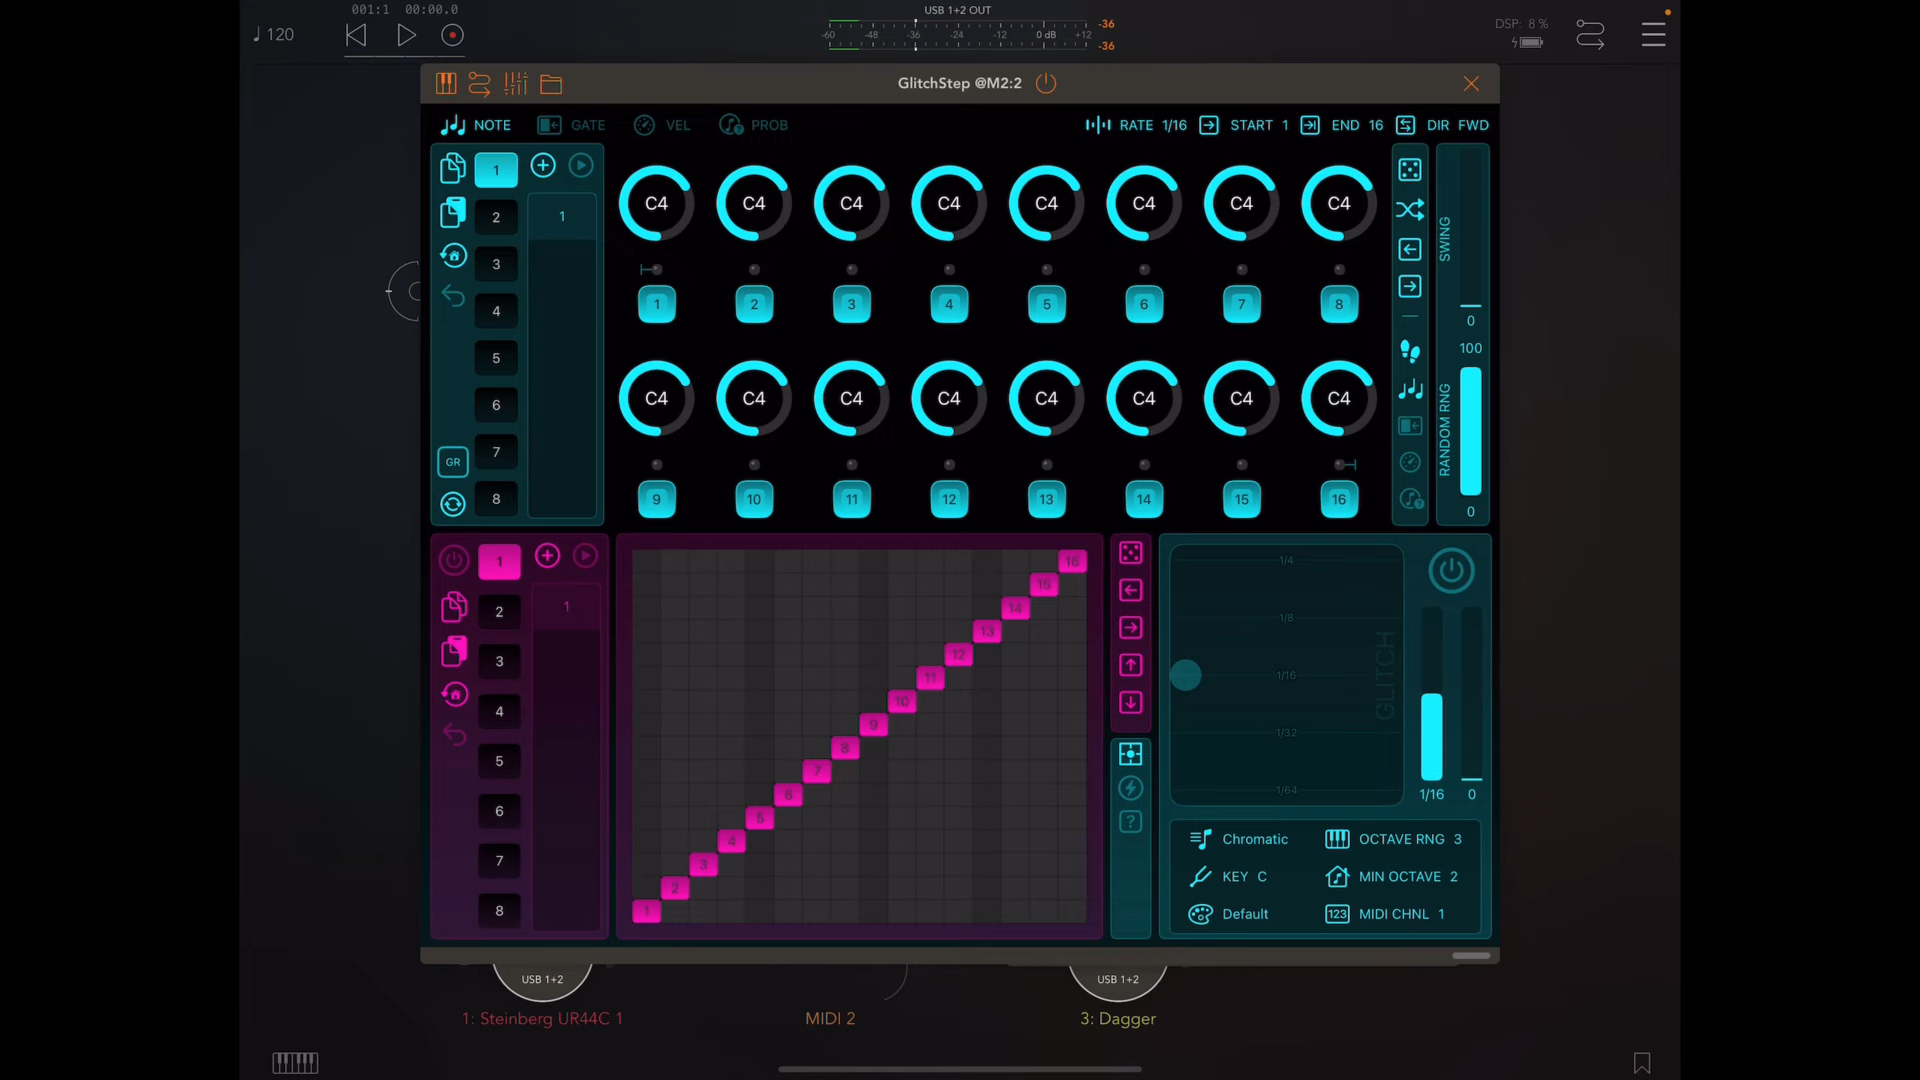 001:1 00:00.0
USB 1+2 OUT
♩ 120
-36
-60 -48 -36 -24 -12 0 dB +12
-36
DSP: 8 %
GlitchStep @M2:2
NOTE GATE VEL PROB
RATE 1/16 START 1 END 16 DIR FWD
1
2
3
4
5
6
7
8
GR
1
C4 C4 C4 C4 C4 C4 C4 C4
1 2 3 4 5 6 7 8
C4 C4 C4 C4 C4 C4 C4 C4
9 10 11 12 13 14 15 16
SWING
0
100
RANDOM RNG
0
1
2
3
4
5
6
7
8
1
16
15
14
13
12
11
10
9
8
7
6
5
4
3
2
1
?
1/4
1/8
1/16
1/32
1/64
GLITCH
1/16 0
Chromatic OCTAVE RNG 3
KEY C MIN OCTAVE 2
Default 123 MIDI CHNL 1
USB 1+2 USB 1+2
1: Steinberg UR44C 1 MIDI 2 3: Dagger